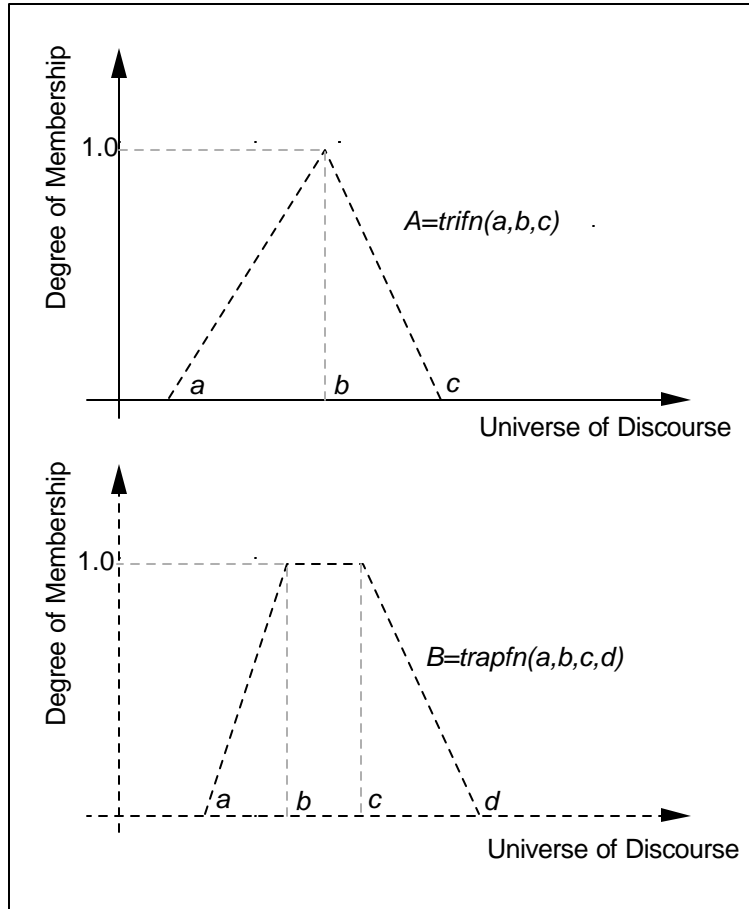 Degree of Membership
1.0
A=trifn(a,b,c)
a
b
c
Universe of Discourse
Degree of Membership
1.0
B=trapfn(a,b,c,d)
a
b
c
d
Universe of Discourse